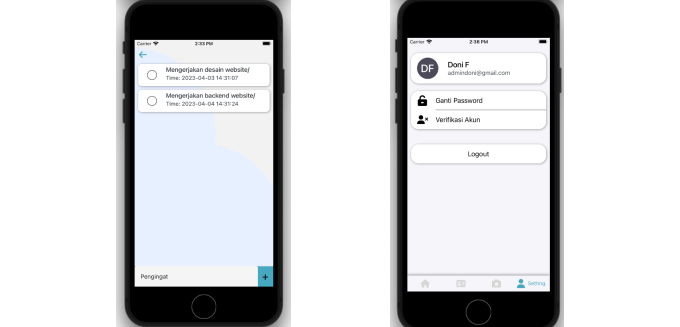 Carrier
2:33 PM
Mengerjakan desain website/
Time: 2023-04-03 14:31:07
Mengerjakan backend website/
Time: 2023-04-04 14:31:24
Pengingat
+
Carrier
2:36 PM
DF
Doni F
admindoni@gmail.com
Ganti Password
Verifikasi Akun
Logout
Setting